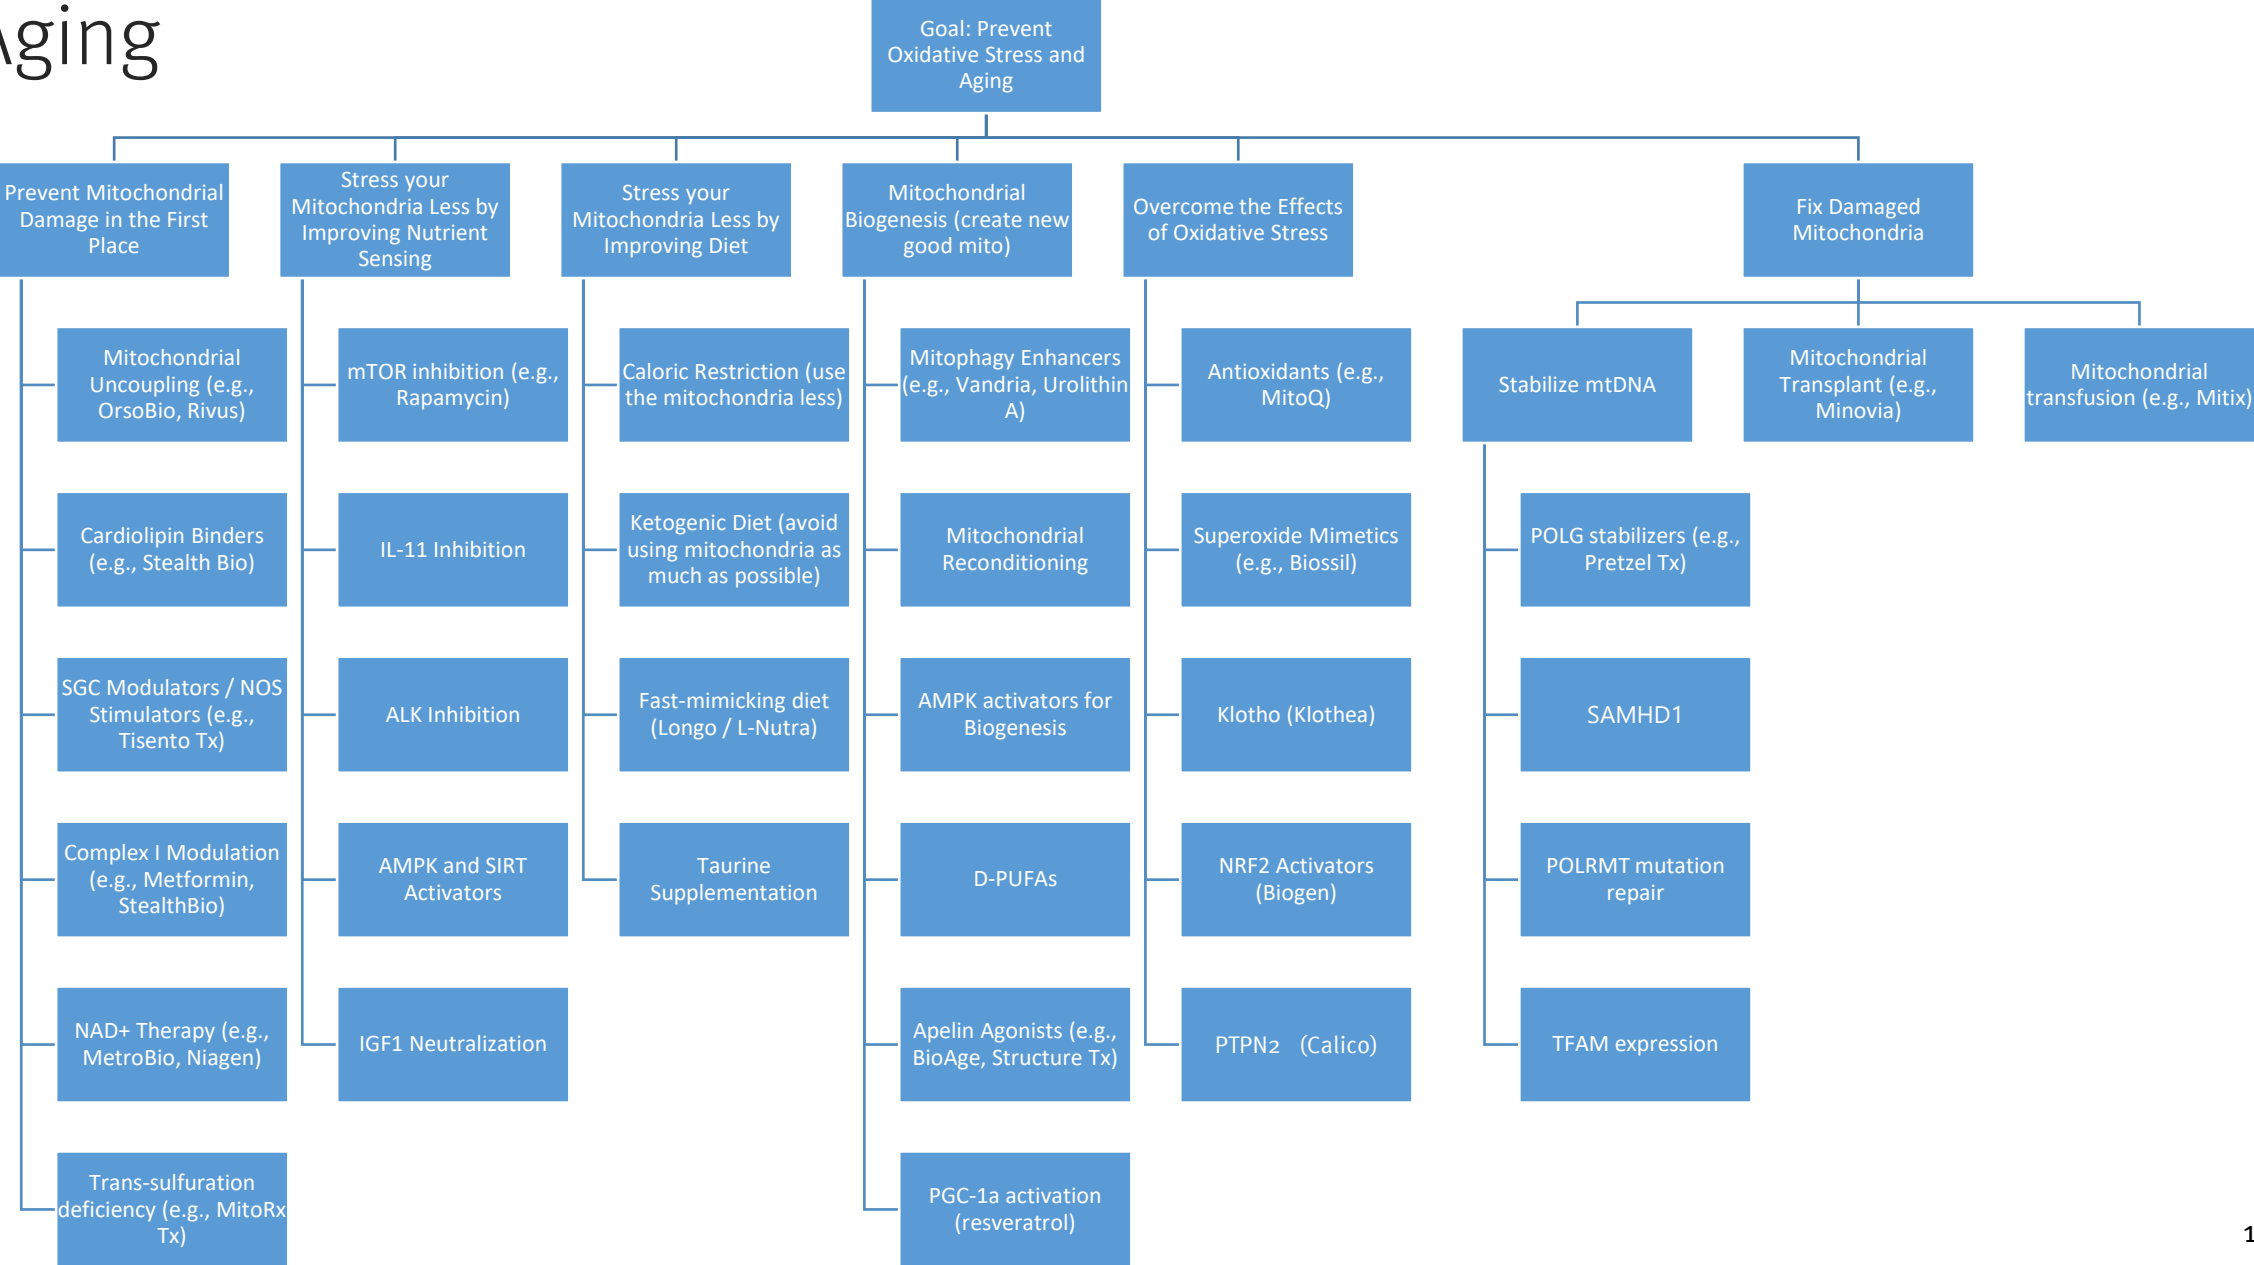 Aging
Goal: Prevent
Oxidative Stress and
Aging
Prevent Mitochondrial
Damage in the First
Place
Mitochondrial
Uncoupling (e.g.,
OrsoBio, Rivus)
Cardiolipin Binders
(e.g., Stealth Bio)
SGC Modulators / NOS
Stimulators (e.g.,
Tisento Tx)
Complex I Modulation
(e.g., Metformin,
StealthBio)
NAD+ Therapy (e.g.,
MetroBio, Niagen)
Trans-sulfuration
deficiency (e.g., MitoRx
Tx)
Stress your
Mitochondria Less by
Improving Nutrient
Sensing
mTOR inhibition (e.g.,
Rapamycin)
IL-11 Inhibition
ALK Inhibition
AMPK and SIRT
Activators
IGF1 Neutralization
Stress your
Mitochondria Less by
Improving Diet
Caloric Restriction (use
the mitochondria less)
Ketogenic Diet (avoid
using mitochondria as
much as possible)
Fast-mimicking diet
(Longo / L-Nutra)
Taurine
Supplementation
Mitochondrial
Biogenesis (create new
good mito)
Mitophagy Enhancers
(e.g., Vandria, Urolithin
A)
Mitochondrial
Reconditioning
AMPK activators for
Biogenesis
D-PUFAs
Apelin Agonists (e.g.,
BioAge, Structure Tx)
PGC-1a activation
(resveratrol)
Overcome the Effects
of Oxidative Stress
Antioxidants (e.g.,
MitoQ)
Superoxide Mimetics
(e.g., Biossil)
Klotho (Klothea)
NRF2 Activators
(Biogen)
PTPN2 (Calico)
Fix Damaged
Mitochondria
Stabilize mtDNA
POLG stabilizers (e.g.,
Pretzel Tx)
SAMHD1
POLRMT mutation
repair
TFAM expression
Mitochondrial
Transplant (e.g.,
Minovia)
Mitochondrial
transfusion (e.g., Mitix)
1